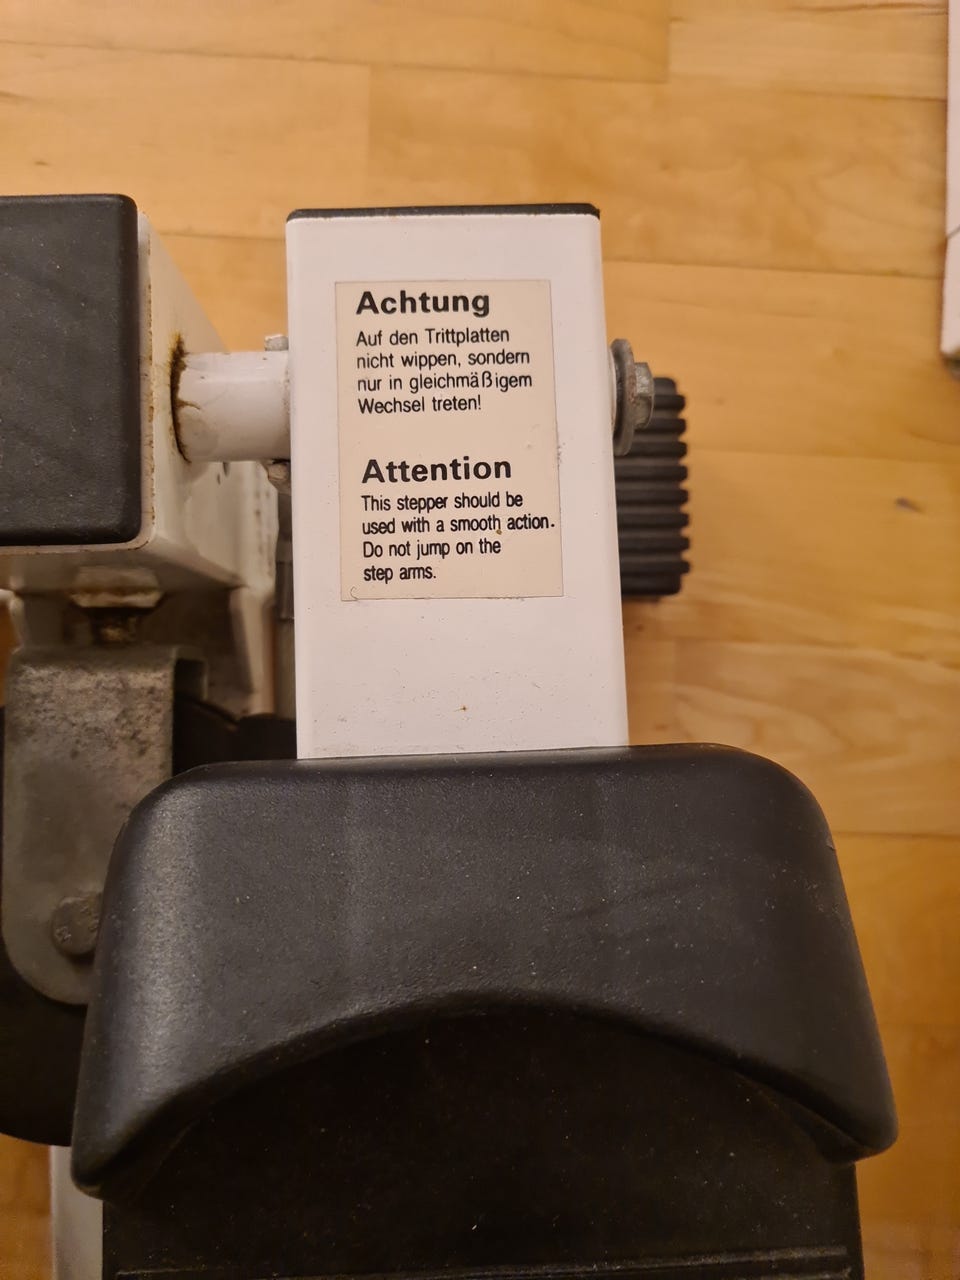 Achtung
Auf den Trittplatten
nicht wippen, sondern
nur in gleichmäßigem
Wechsel treten!
Attention
This stepper should be
used with a smooth action.
Do not jump on the
step arms.